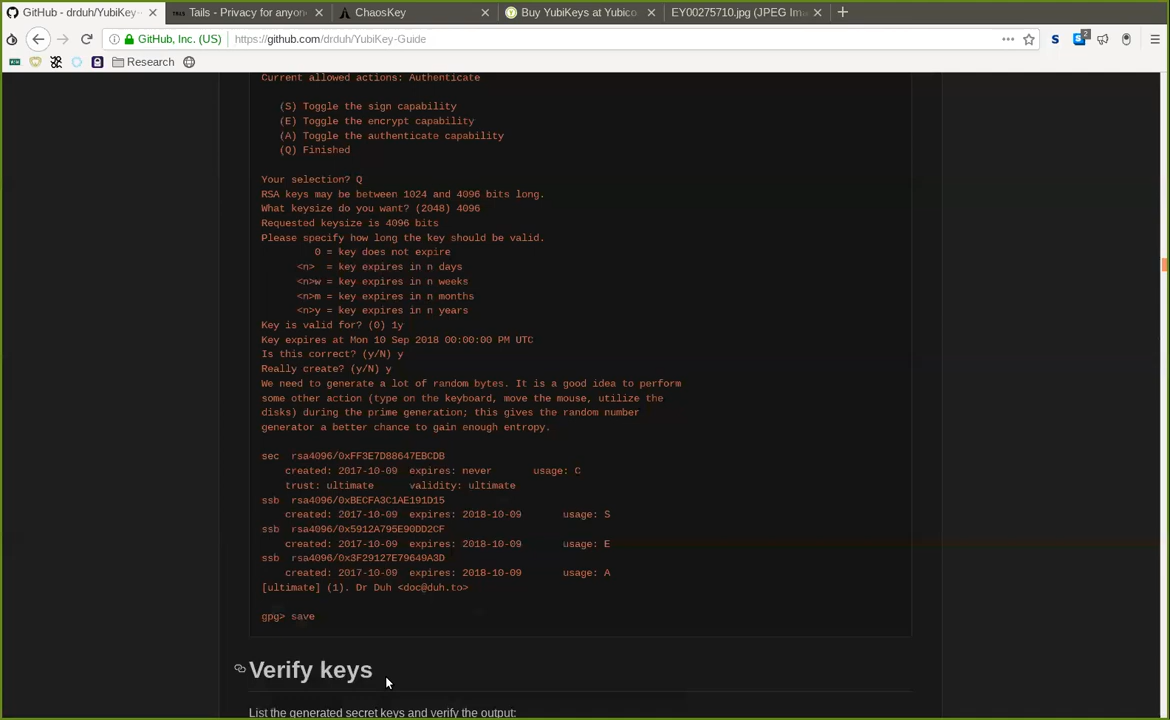 GitHub - drduh/YubiKey-
Tails - Privacy for anyon
ChaosKey
Buy YubiKeys at Yubico
EY00275710.jpg (JPEG Ima
GitHub, Inc. (US)
https://github.com/drduh/YubiKey-Guide
S
2
Research
Current allowed actions: Authenticate
(S) Toggle the sign capability
(E) Toggle the encrypt capability
(A) Toggle the authenticate capability
(Q) Finished
Your selection? Q
RSA keys may be between 1024 and 4096 bits long.
What keysize do you want? (2048) 4096
Requested keysize is 4096 bits
Please specify how long the key should be valid.
0 = key does not expire
<n>  = key expires in n days
<n>w = key expires in n weeks
<n>m = key expires in n months
<n>y = key expires in n years
Key is valid for? (0) 1y
Key expires at Mon 10 Sep 2018 00:00:00 PM UTC
Is this correct? (y/N) y
Really create? (y/N) y
We need to generate a lot of random bytes. It is a good idea to perform
some other action (type on the keyboard, move the mouse, utilize the
disks) during the prime generation; this gives the random number
generator a better chance to gain enough entropy.
sec  rsa4096/0xFF3E7D88647EBCDB
created: 2017-10-09  expires: never       usage: C
trust: ultimate      validity: ultimate
ssb  rsa4096/0xBECFA3C1AE191D15
created: 2017-10-09  expires: 2018-10-09       usage: S
ssb  rsa4096/0x5912A795E90DD2CF
created: 2017-10-09  expires: 2018-10-09       usage: E
ssb  rsa4096/0x3F29127E79649A3D
created: 2017-10-09  expires: 2018-10-09       usage: A
[ultimate] (1). Dr Duh <doc@duh.to>
gpg> save
Verify keys
List the generated secret keys and verify the output: